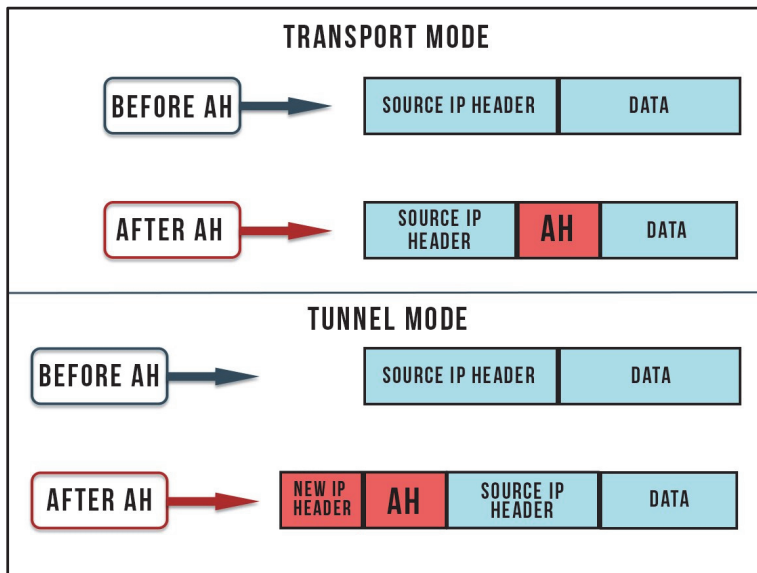 TRANSPORT MODE
BEFORE AH
SOURCE IP HEADER
DATA
AFTER AH
SOURCE IP
HEADER
AH
DATA
TUNNEL MODE
BEFORE AH
SOURCE IP HEADER
DATA
AFTER AH
NEW IP
HEADER
AH
SOURCE IP
HEADER
DATA